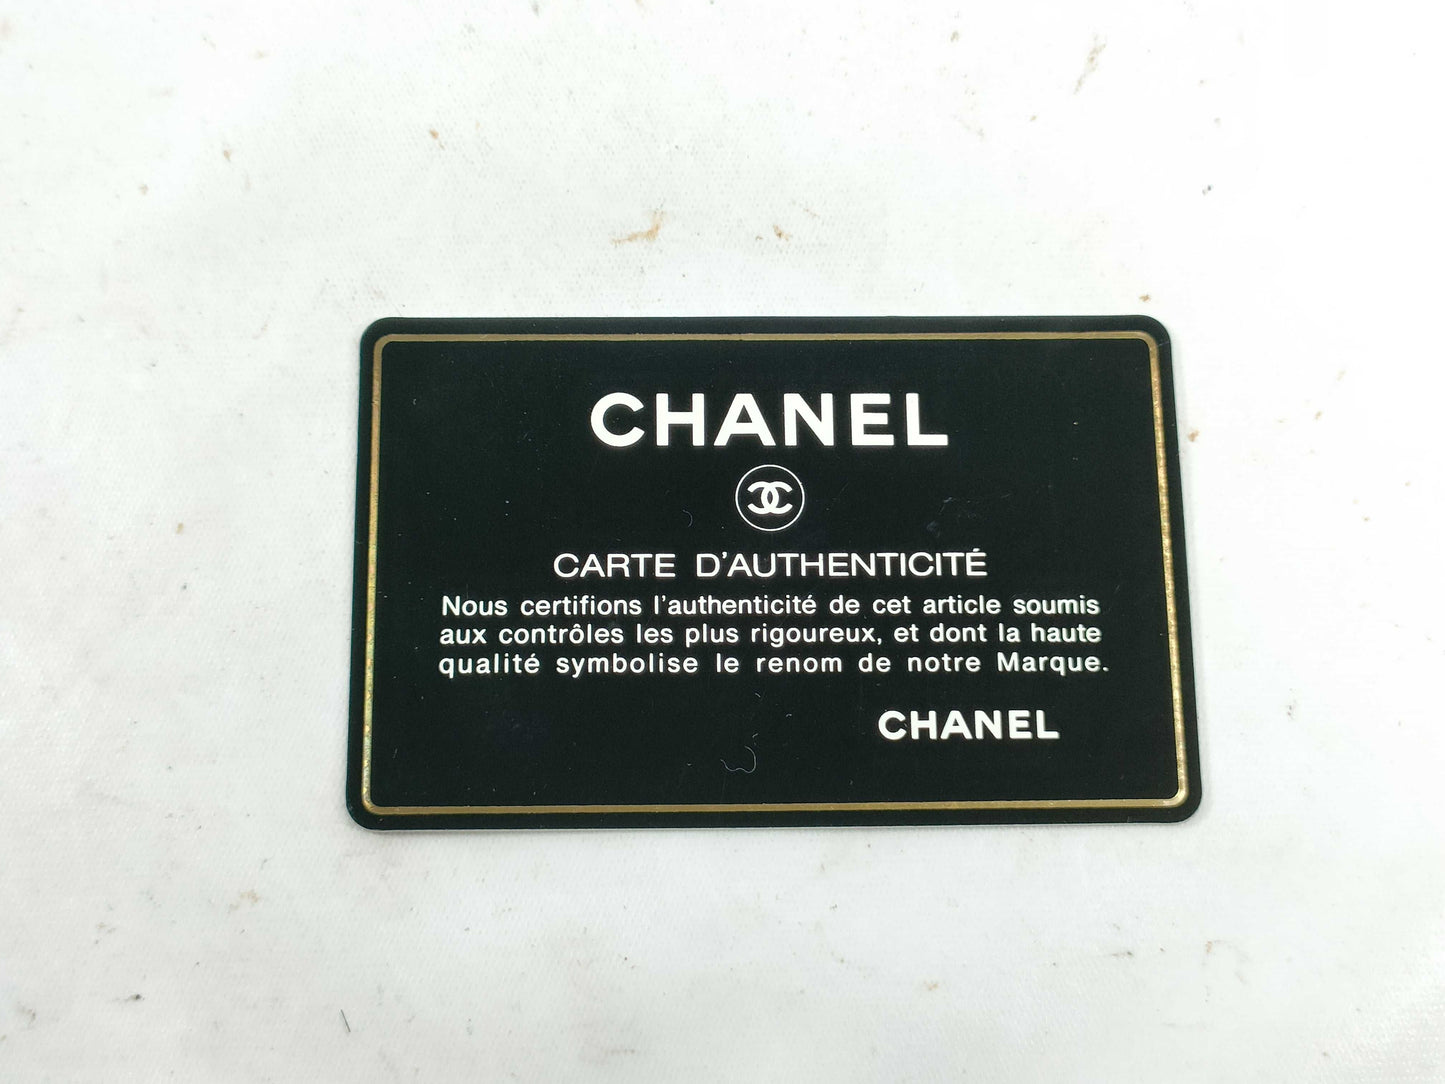 CHANEL
CARTE D'AUTHENTICITÉ
Nous certifions l'authenticité de cet article soumis
aux contrôles les plus rigoureux, et dont la haute
qualité symbolise le renom de notre Marque.
CHANEL